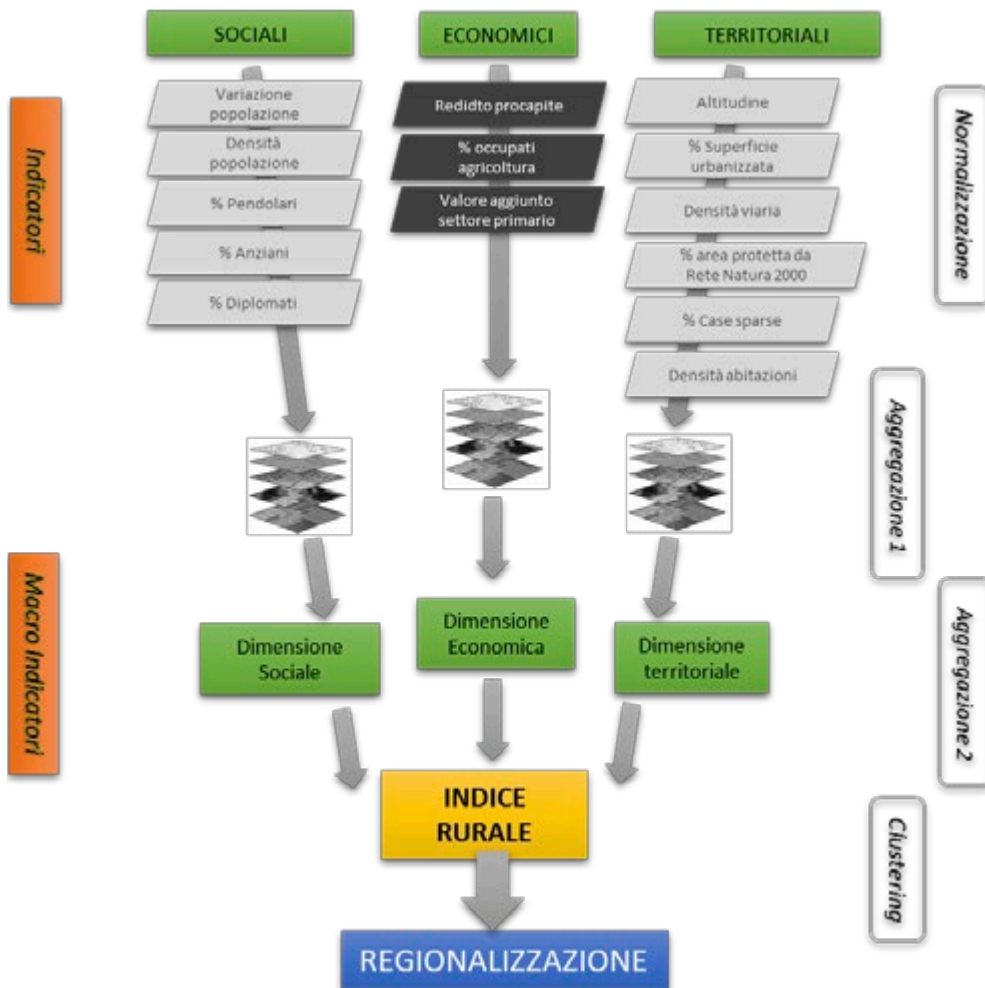 SOCIALI
ECONOMICI
TERRITORIALI
Indicatori
Variazione
popolazione
Densità
popolazione
% Pendolari
% Anziani
% Diplomati
Redidto procapite
% occupati
agricoltura
Valore aggiunto
settore primario
Altitudine
% Superficie
urbanizzata
Densità viaria
% area protetta da
Rete Natura 2000
% Case sparse
Densità abitazioni
Normalizzazione
Aggregazione 1
Macro Indicatori
Dimensione
Sociale
Dimensione
Economica
Dimensione
territoriale
Aggregazione 2
INDICE
RURALE
Clustering
REGIONALIZZAZIONE